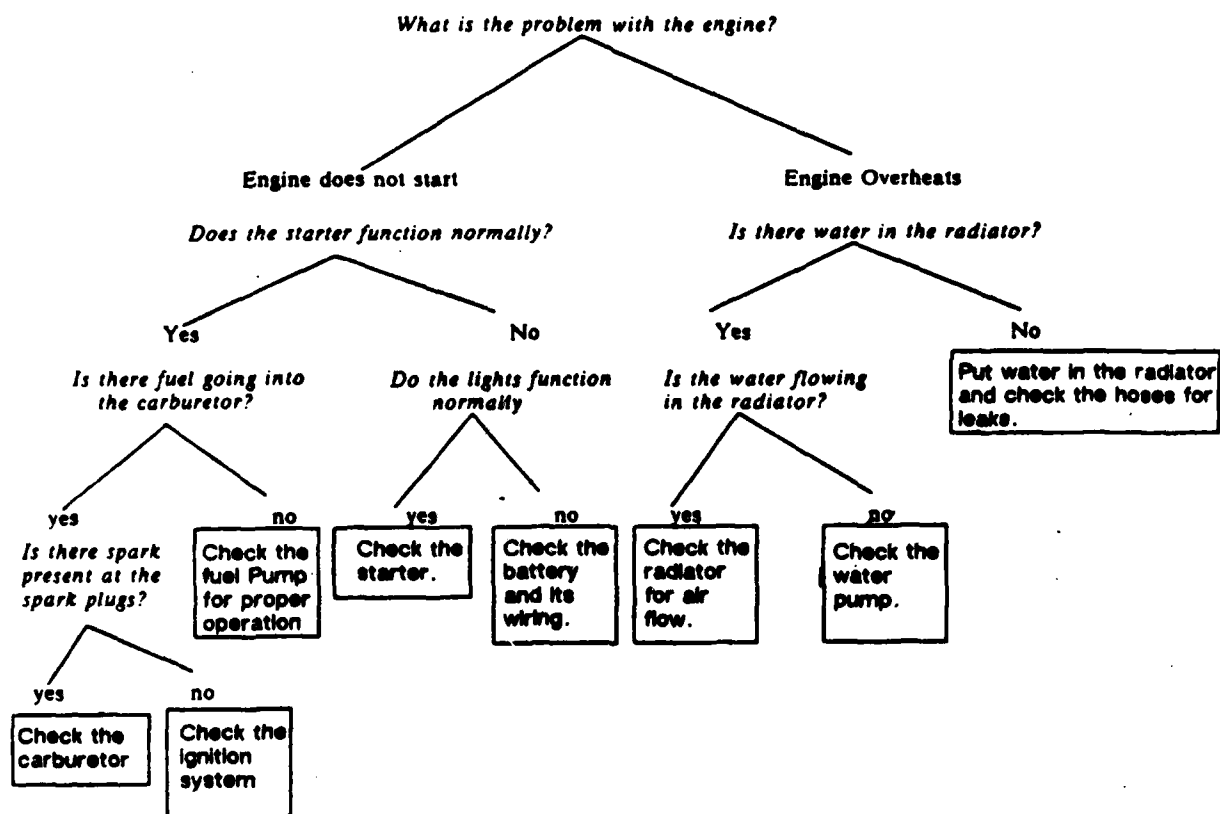 What is the problem with the engine?
Engine does not start
Engine Overheats
Does the starter function normally?
Is there water in the radiator?
Yes
No
Yes
No
Is there fuel going into
the carburetor?
Do the lights function
normally
Is the water flowing
in the radiator?
Put water in the radiator
and check the hoses for
leaks.
yes
no
yes
no
yes
no
Is there spark
present at the
spark plugs?
Check the
fuel Pump
for proper
operation
Check the
starter.
Check the
battery
and its
wiring.
Check the
radiator
for air
flow.
Check the
water
pump.
yes
no
Check the
carburetor
Check the
ignition
system